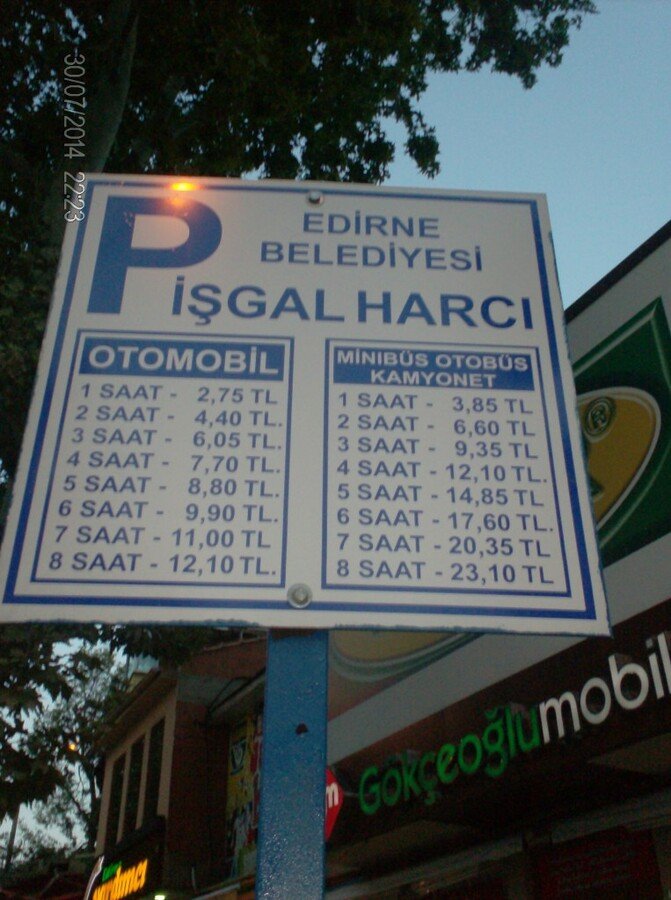 30/07/2014 22:23
P
EDİRNE
BELEDİYESİ
İŞGAL HARCI
OTOMOBİL
1 SAAT - 2,75 TL
2 SAAT - 4,40 TL.
3 SAAT - 6,05 TL.
4 SAAT - 7,70 TL.
5 SAAT - 8,80 TL.
6 SAAT - 9,90 TL.
7 SAAT - 11,00 TL
8 SAAT - 12,10 TL.
MİNİBÜS OTOBÜS
KAMYONET
1 SAAT - 3,85 TL
2 SAAT - 6,60 TL.
3 SAAT - 9,35 TL
4 SAAT - 12,10 TL
5 SAAT - 14,85 TL
6 SAAT - 17,60 TL.
7 SAAT - 20,35 TL
8 SAAT - 23,10 TL
Gökçeoğlumobil